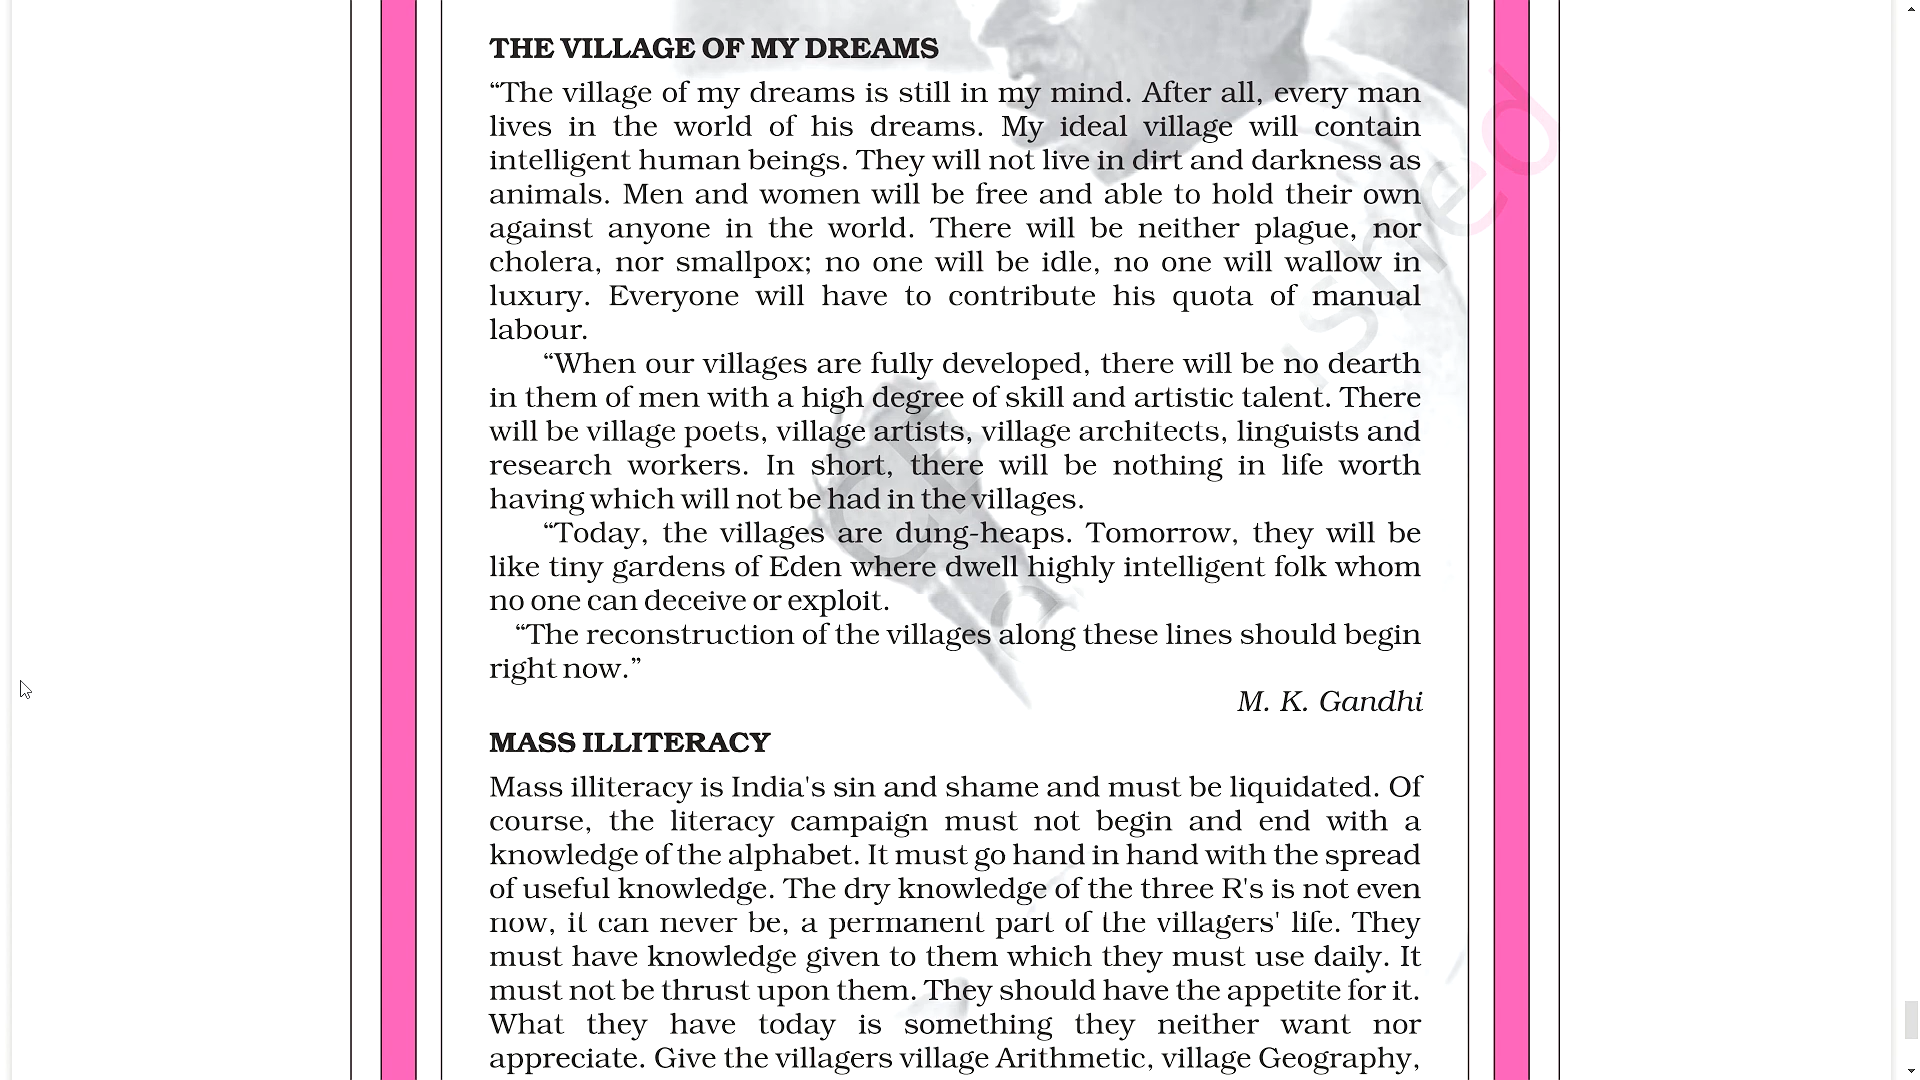 THE VILLAGE OF MY DREAMS
“The village of my dreams is still in my mind. After all, every man
lives in the world of his dreams. My ideal village will contain
intelligent human beings. They will not live in dirt and darkness as
animals. Men and women will be free and able to hold their own
against anyone in the world. There will be neither plague, nor
cholera, nor smallpox; no one will be idle, no one will wallow in
luxury. Everyone will have to contribute his quota of manual
labour.
“When our villages are fully developed, there will be no dearth
in them of men with a high degree of skill and artistic talent. There
will be village poets, village artists, village architects, linguists and
research workers. In short, there will be nothing in life worth
having which will not be had in the villages.
“Today, the villages are dung-heaps. Tomorrow, they will be
like tiny gardens of Eden where dwell highly intelligent folk whom
no one can deceive or exploit.
“The reconstruction of the villages along these lines should begin
right now.”
M. K. Gandhi
MASS ILLITERACY
Mass illiteracy is India's sin and shame and must be liquidated. Of
course, the literacy campaign must not begin and end with a
knowledge of the alphabet. It must go hand in hand with the spread
of useful knowledge. The dry knowledge of the three R's is not even
now, it can never be, a permanent part of the villagers' life. They
must have knowledge given to them which they must use daily. It
must not be thrust upon them. They should have the appetite for it.
What they have today is something they neither want nor
appreciate. Give the villagers village Arithmetic, village Geography,